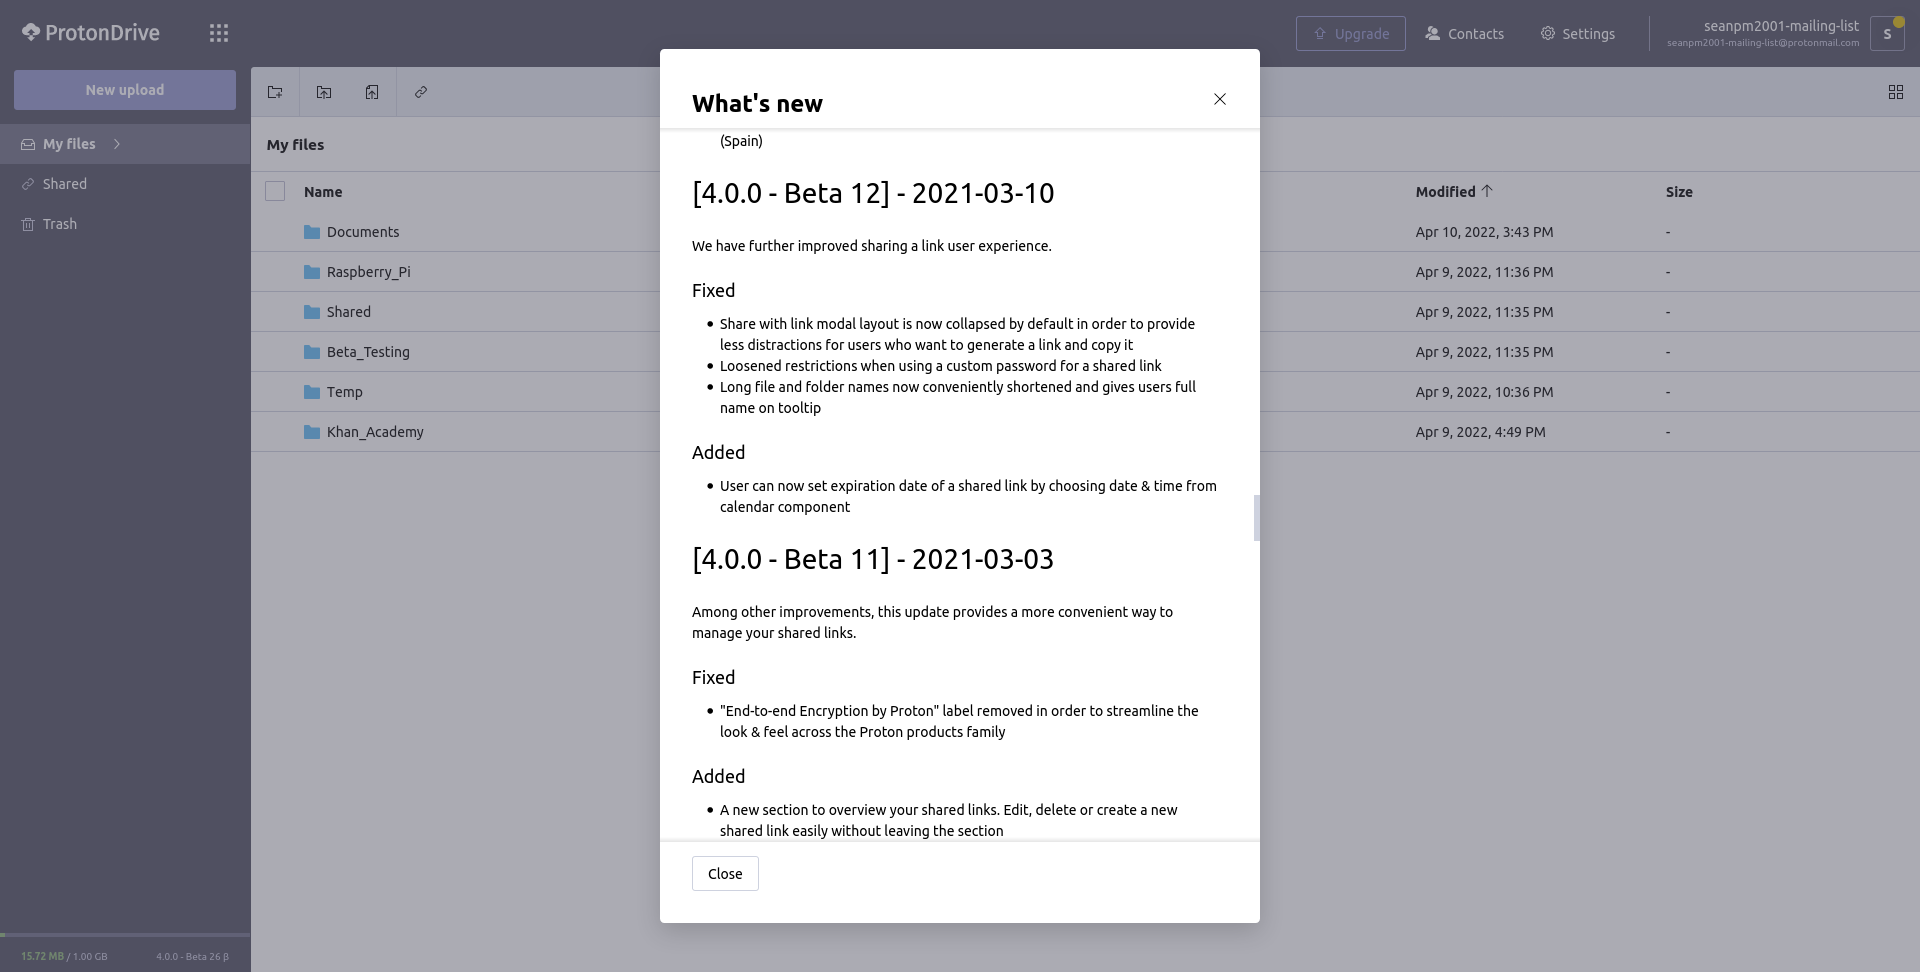 ProtonDrive
Upgrade
Contacts
Settings
seanpm2001-mailing-list
seanpm2001-mailing-list@protonmail.com
S
New upload
My files
Shared
Trash
My files
Name
Modified
Size
Documents
Apr 10, 2022, 3:43 PM
-
Raspberry_Pi
Apr 9, 2022, 11:36 PM
-
Shared
Apr 9, 2022, 11:35 PM
-
Beta_Testing
Apr 9, 2022, 11:35 PM
-
Temp
Apr 9, 2022, 10:36 PM
-
Khan_Academy
Apr 9, 2022, 4:49 PM
-
What's new
(Spain)
[4.0.0 - Beta 12] - 2021-03-10
We have further improved sharing a link user experience.
Fixed
• Share with link modal layout is now collapsed by default in order to provide
less distractions for users who want to generate a link and copy it
• Loosened restrictions when using a custom password for a shared link
• Long file and folder names now conveniently shortened and gives users full
name on tooltip
Added
• User can now set expiration date of a shared link by choosing date & time from
calendar component
[4.0.0 - Beta 11] - 2021-03-03
Among other improvements, this update provides a more convenient way to
manage your shared links.
Fixed
• "End-to-end Encryption by Proton" label removed in order to streamline the
look & feel across the Proton products family
Added
• A new section to overview your shared links. Edit, delete or create a new
shared link easily without leaving the section
Close
15.72 MB / 1.00 GB
4.0.0 - Beta 26 β